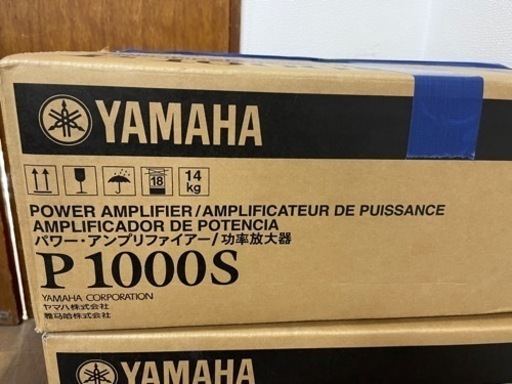 YAMAHA
18
14
kg
POWER AMPLIFIER/AMPLIFICATEUR DE PUISSANCE
AMPLIFICADOR DE POTENCIA
パワー・アンプリファイアー/功率放大器
P1000S
YAMAHA CORPORATION
ヤマハ株式会社
雅马哈株式会社
YAMAHA